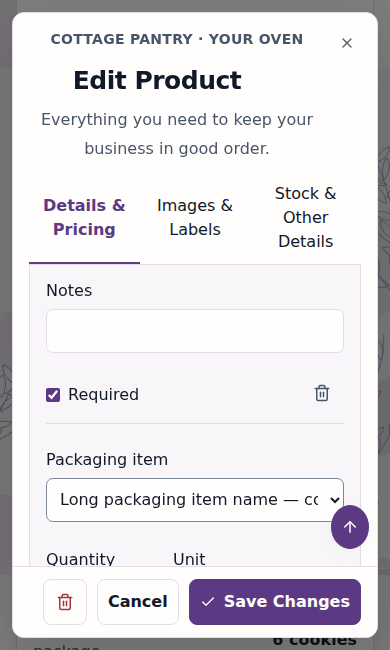 COTTAGE PANTRY · YOUR OVEN
Edit Product
Everything you need to keep your
business in good order.
Details &
Pricing
Images &
Labels
Stock &
Other
Details
Notes
Required
Packaging item
Long packaging item name — co
Quantity
Unit
Cancel
Save Changes
package
6 cookies